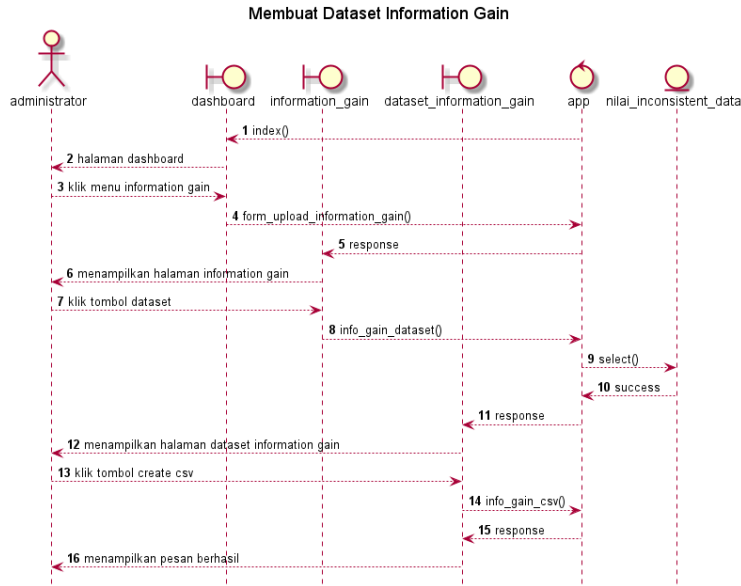 Membuat Dataset Information Gain
administrator
dashboard
information_gain
dataset_information_gain
app
nilai_inconsistent_data
1 index()
2 halaman dashboard
3 klik menu information gain
4 form_upload_information_gain()
5 response
6 menampilkan halaman information gain
7 klik tombol dataset
8 info_gain_dataset()
9 select()
10 success
11 response
12 menampilkan halaman dataset information gain
13 klik tombol create csv
14 info_gain_csv()
15 response
16 menampilkan pesan berhasil